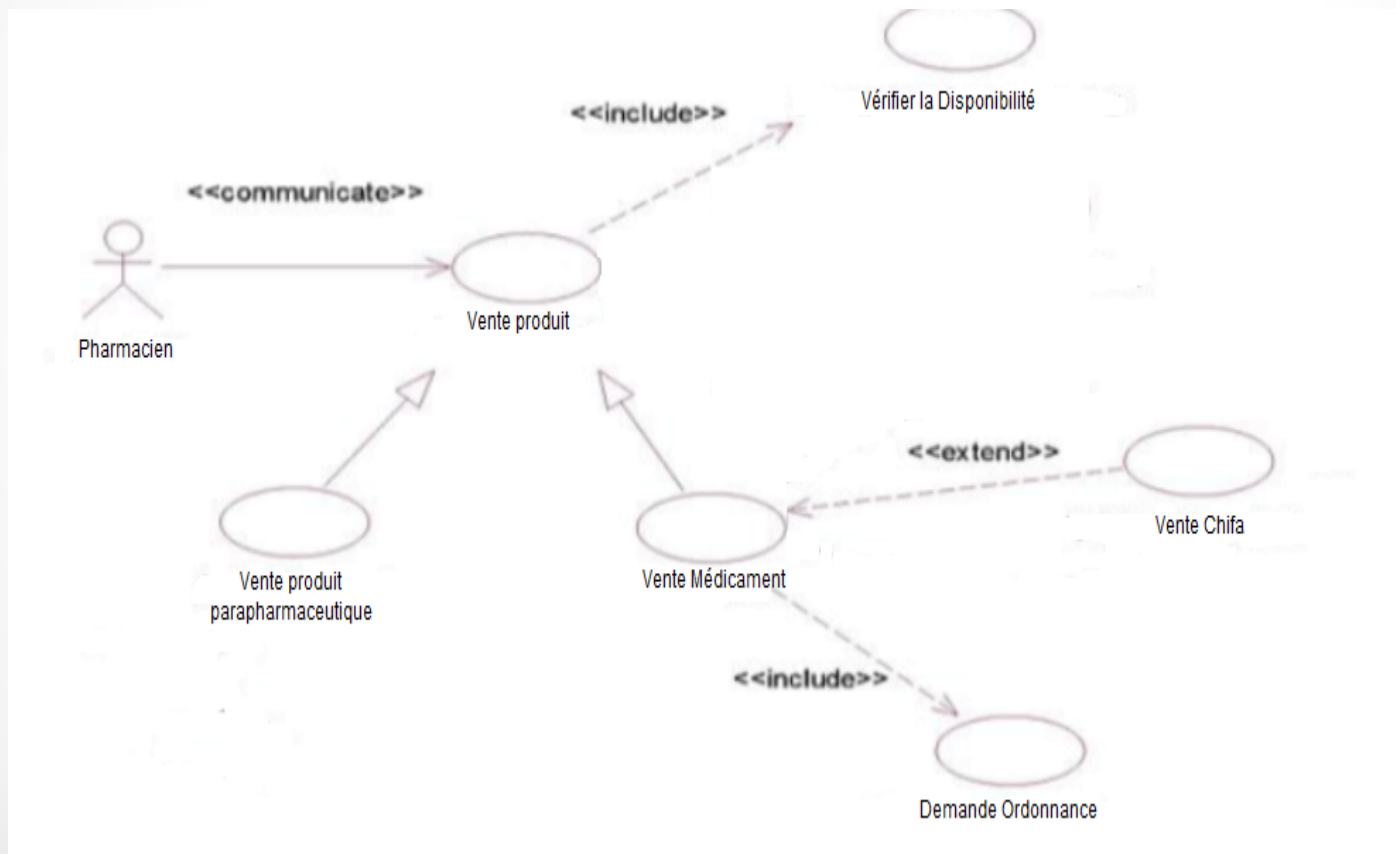 Vérifier la Disponibilité
<<include>>
<<communicate>>
Vente produit
Pharmacien
<<extend>>
Vente Chifa
Vente produit
parapharmaceutique
Vente Médicament
<<include>>
Demande Ordonnance